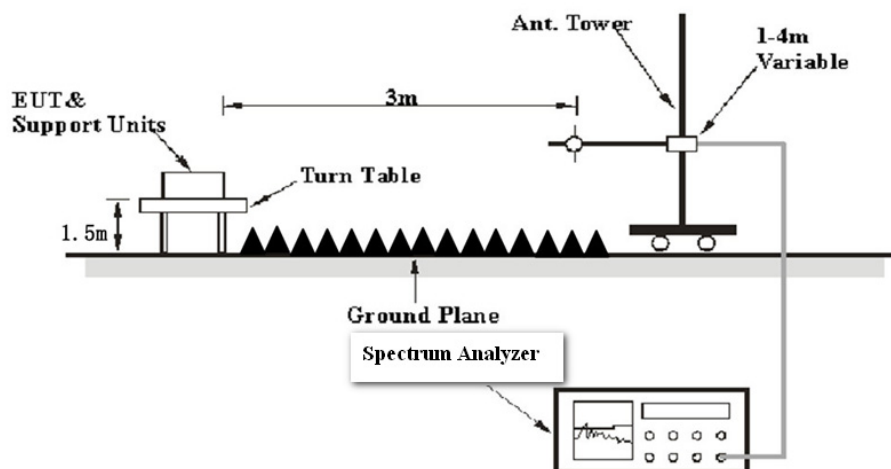 Ant. Tower
1-4m
Variable
3m
EUT&
Support Units
Turn Table
1.5m
Ground Plane
Spectrum Analyzer